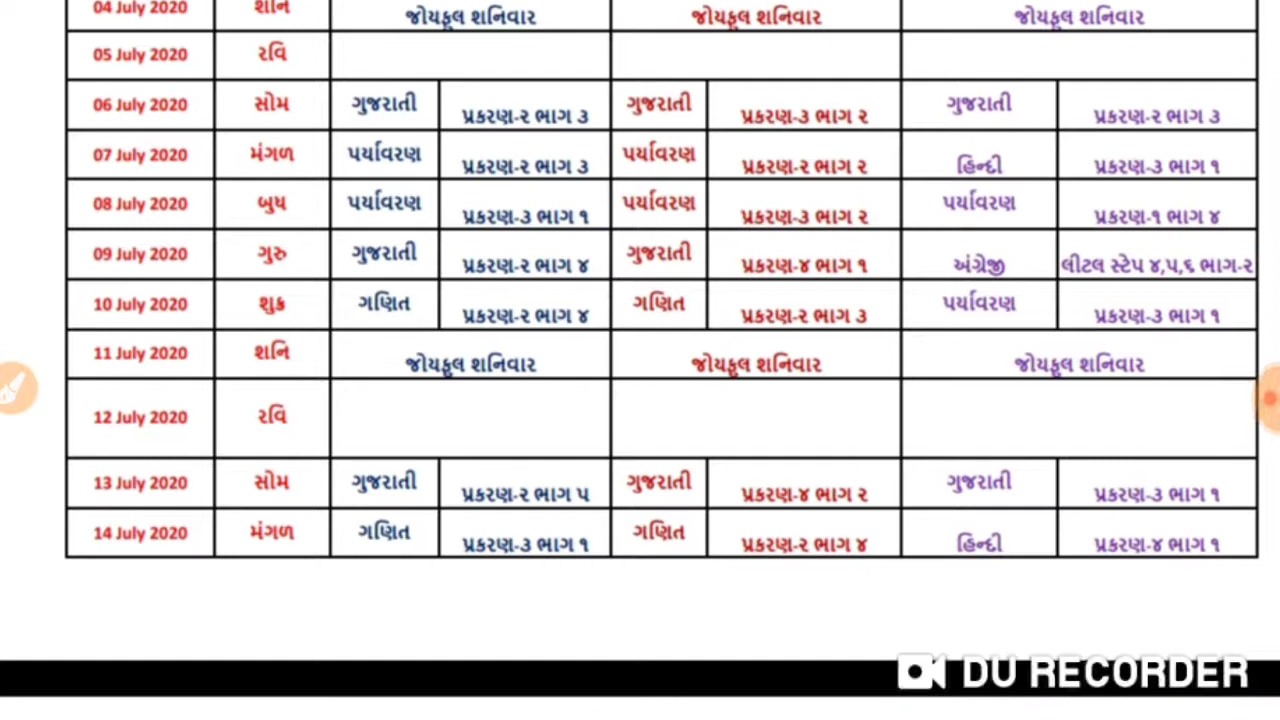 04 July 2020 શનિ જોયફુલ શનિવાર જોયફુલ શનિવાર જોયફુલ શનિવાર
05 July 2020 રવિ
06 July 2020 સોમ ગુજરાતી પ્રકરણ-૨ ભાગ ૩ ગુજરાતી પ્રકરણ-૩ ભાગ ૨ ગુજરાતી પ્રકરણ-૨ ભાગ ૩
07 July 2020 મંગળ પર્યાવરણ પ્રકરણ-૨ ભાગ ૩ પર્યાવરણ પ્રકરણ-૨ ભાગ ૨ હિન્દી પ્રકરણ-૩ ભાગ ૧
08 July 2020 બુધ પર્યાવરણ પ્રકરણ-૩ ભાગ ૧ પર્યાવરણ પ્રકરણ-૩ ભાગ ૨ પર્યાવરણ પ્રકરણ-૧ ભાગ ૪
09 July 2020 ગુરુ ગુજરાતી પ્રકરણ-૨ ભાગ ૪ ગુજરાતી પ્રકરણ-૪ ભાગ ૧ અંગ્રેજી લીટલ સ્ટેપ ૪,૫,૬ ભાગ-૨
10 July 2020 શુક્ર ગણિત પ્રકરણ-૨ ભાગ ૪ ગણિત પ્રકરણ-૨ ભાગ ૩ પર્યાવરણ પ્રકરણ-૩ ભાગ ૧
11 July 2020 શનિ જોયફુલ શનિવાર જોયફુલ શનિવાર જોયફુલ શનિવાર
12 July 2020 રવિ
13 July 2020 સોમ ગુજરાતી પ્રકરણ-૨ ભાગ ૫ ગુજરાતી પ્રકરણ-૪ ભાગ ૨ ગુજરાતી પ્રકરણ-૩ ભાગ ૧
14 July 2020 મંગળ ગણિત પ્રકરણ-૩ ભાગ ૧ ગણિત પ્રકરણ-૨ ભાગ ૪ હિન્દી પ્રકરણ-૪ ભાગ ૧
DU RECORDER